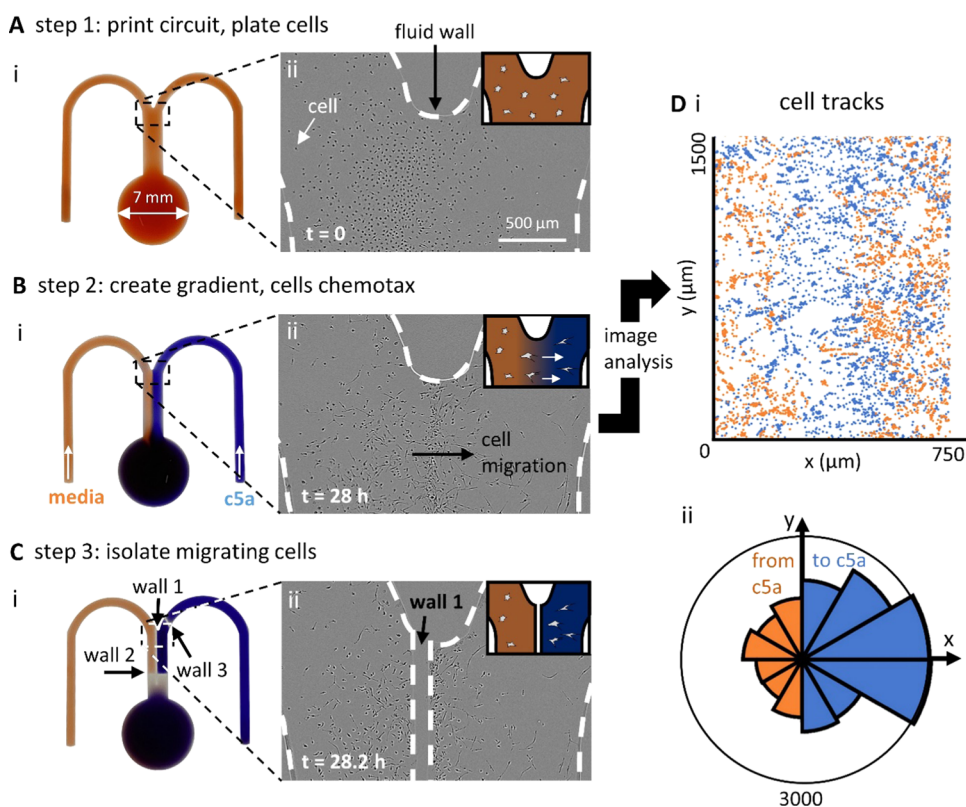 A step 1: print circuit, plate cells
i
7 mm
ii
fluid wall
cell
t = 0
500 µm
B step 2: create gradient, cells chemotax
i
media
c5a
ii
cell
migration
t = 28 h
C step 3: isolate migrating cells
i
wall 1
wall 2
wall 3
ii
wall 1
t = 28.2 h
image
analysis
D i
cell tracks
1500
y (µm)
0
x (µm)
750
ii
y
from
c5a
to c5a
x
3000